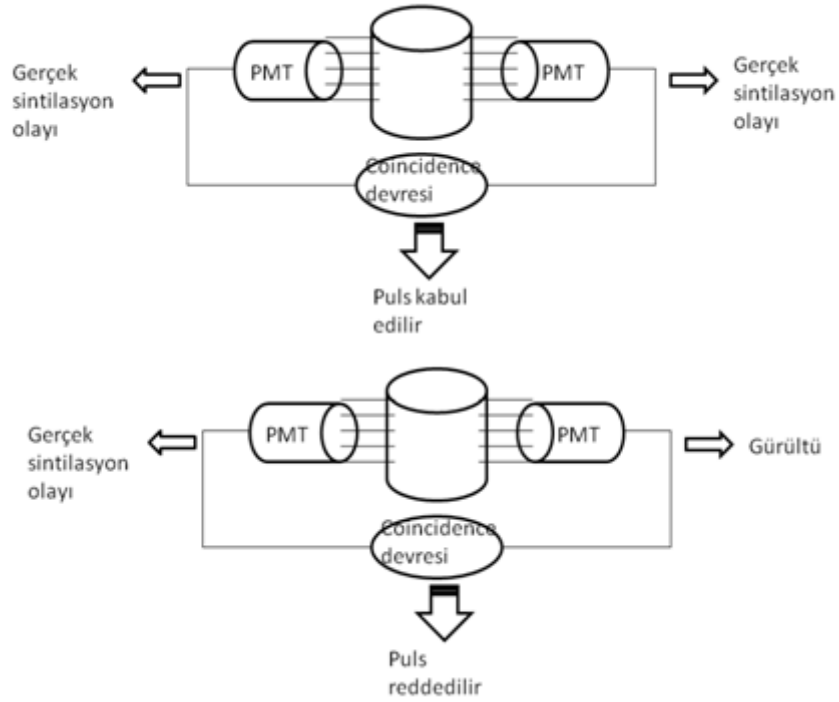 PMT
PMT
Gerçek
sintilasyon
olayı
Gerçek
sintilasyon
olayı
Coincidence
devresi
Puls kabul
edilir
PMT
PMT
Gerçek
sintilasyon
olayı
Gürültü
Coincidence
devresi
Puls
reddedilir